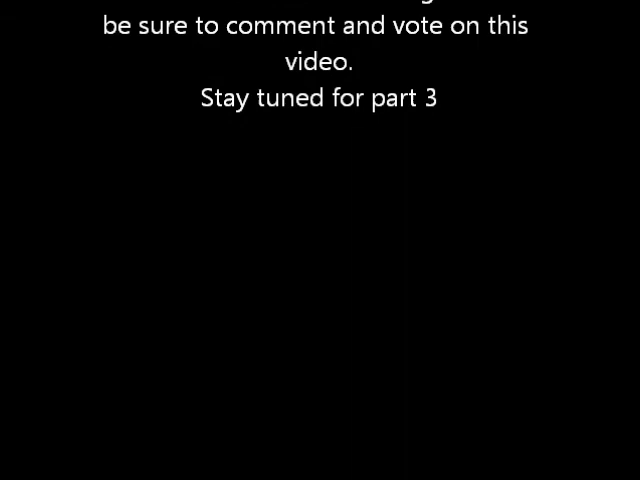 be sure to comment and vote on this
video.
Stay tuned for part 3